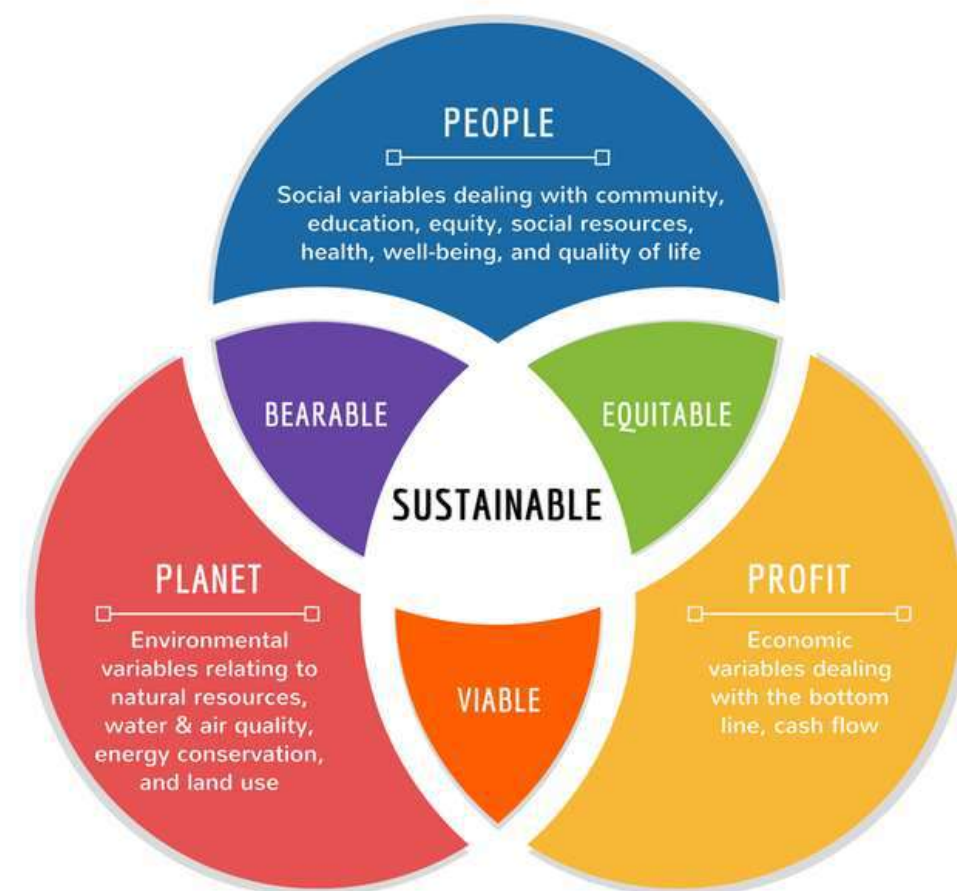 PEOPLE
Social variables dealing with community,
education, equity, social resources,
health, well-being, and quality of life
BEARABLE
EQUITABLE
SUSTAINABLE
PLANET
Environmental
variables relating to
natural resources,
water & air quality,
energy conservation,
and land use
PROFIT
Economic
variables dealing
with the bottom
line, cash flow
VIABLE